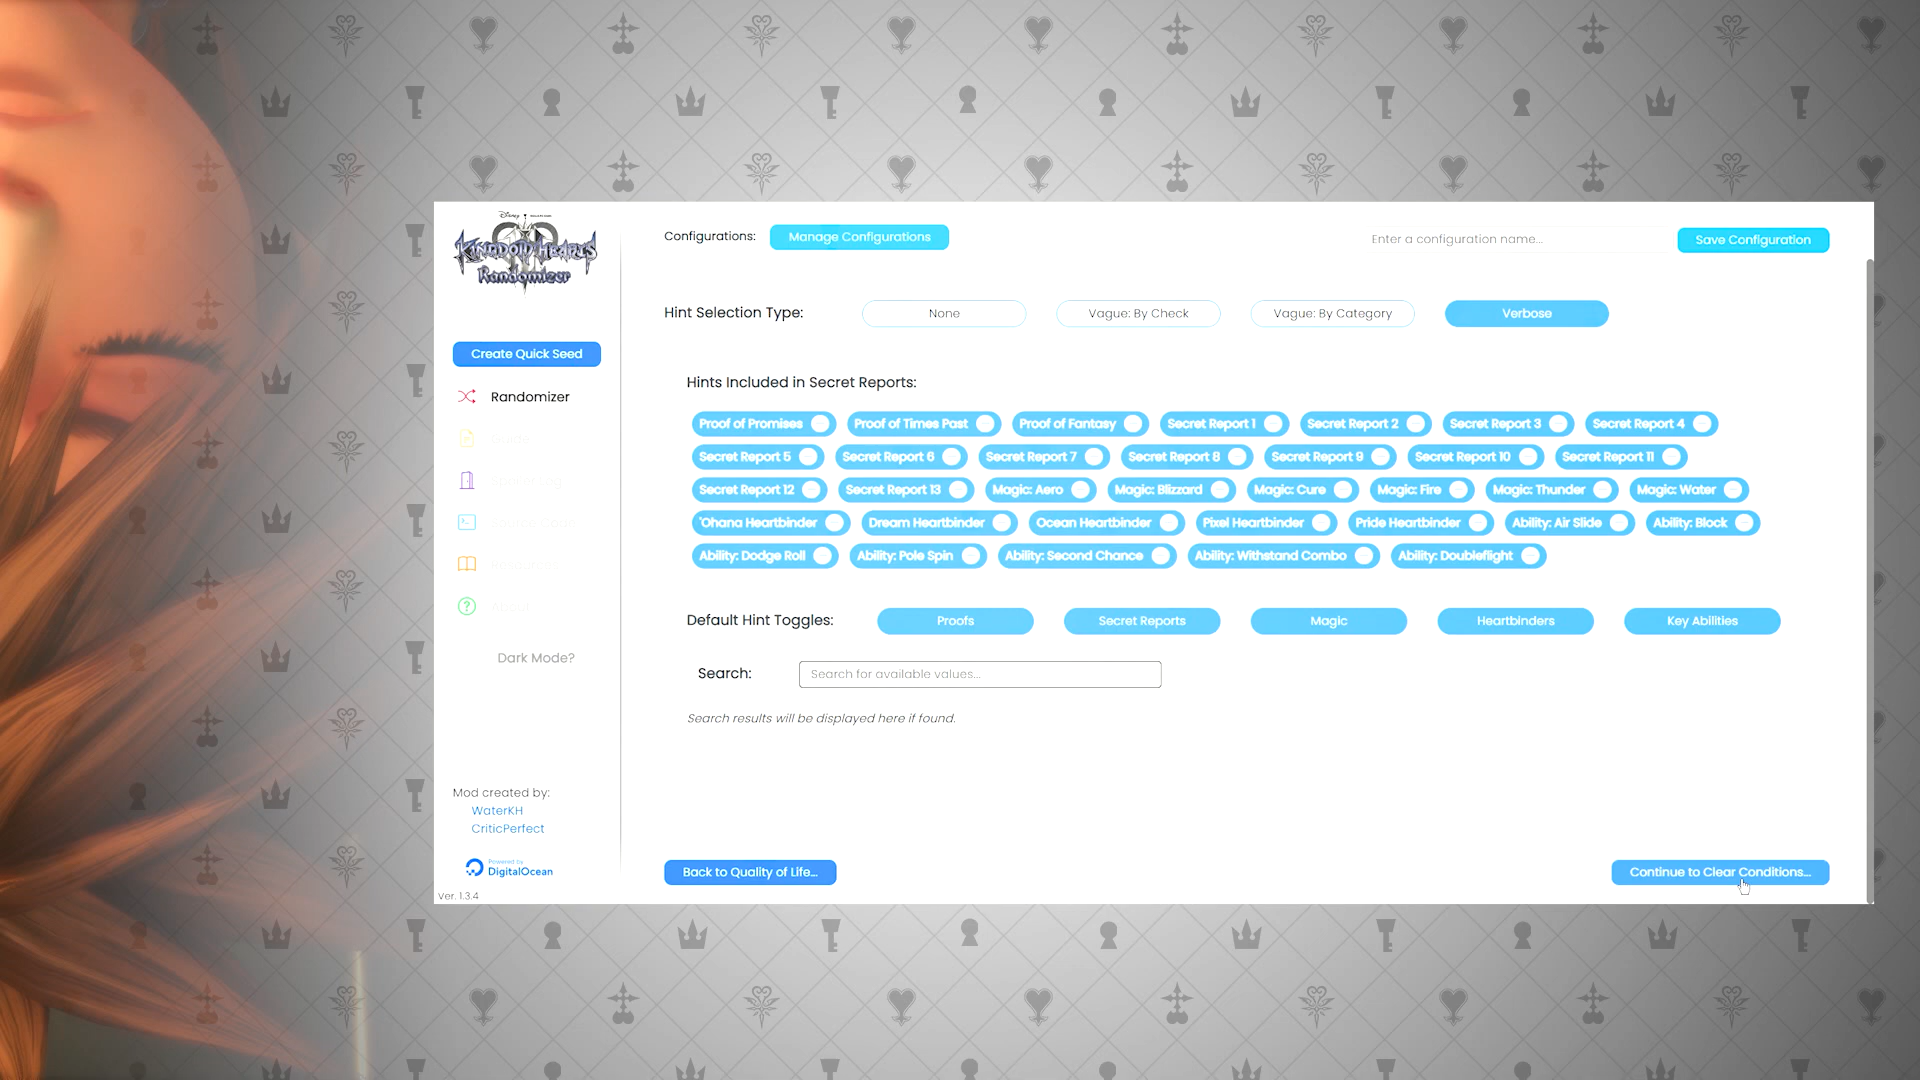 Disney
KINGDOM HEARTS
III
Randomizer
Configurations:
Manage Configurations
Enter a configuration name...
Save Configuration
Hint Selection Type:
None
Vague: By Check
Vague: By Category
Verbose
Create Quick Seed
Randomizer
Hints Included in Secret Reports:
Proof of Promises
Proof of Times Past
Proof of Fantasy
Secret Report 1
Secret Report 2
Secret Report 3
Secret Report 4
Secret Report 5
Secret Report 6
Secret Report 7
Secret Report 8
Secret Report 9
Secret Report 10
Secret Report 11
Secret Report 12
Secret Report 13
Magic: Aero
Magic: Blizzard
Magic: Cure
Magic: Fire
Magic: Thunder
Magic: Water
'Ohana Heartbinder
Dream Heartbinder
Ocean Heartbinder
Pixel Heartbinder
Pride Heartbinder
Ability: Air Slide
Ability: Block
Ability: Dodge Roll
Ability: Pole Spin
Ability: Second Chance
Ability: Withstand Combo
Ability: Doubleflight
Default Hint Toggles:
Proofs
Secret Reports
Magic
Heartbinders
Key Abilities
Dark Mode?
Search:
Search for available values...
Search results will be displayed here if found.
Mod created by:
WaterKH
CriticPerfect
Powered by
DigitalOcean
Ver. 1.3.4
Back to Quality of Life...
Continue to Clear Conditions...